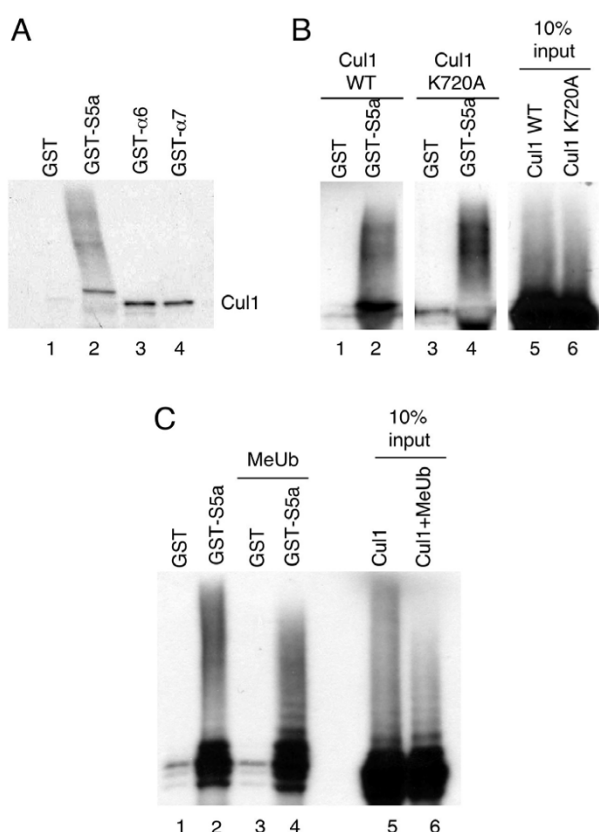 A
GST
GST-S5a
GST-α6
GST-α7
Cul1
1 2 3 4
B
Cul1 WT
Cul1 K720A
10% input
GST
GST-S5a
GST
GST-S5a
Cul1 WT
Cul1 K720A
1 2 3 4 5 6
C
MeUb
10% input
GST
GST-S5a
GST
GST-S5a
Cul1
Cul1+MeUb
1 2 3 4 5 6